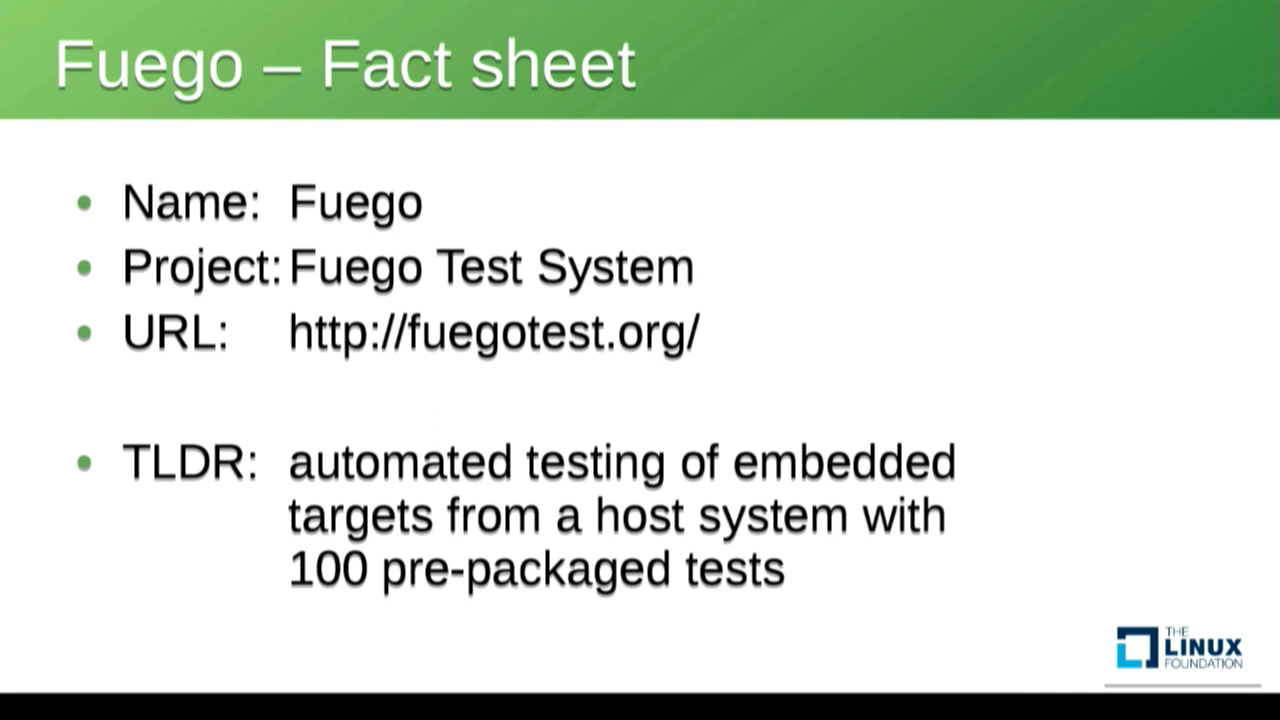 Fuego – Fact sheet
• Name: Fuego
• Project: Fuego Test System
• URL: http://fuegotest.org/
• TLDR: automated testing of embedded
targets from a host system with
100 pre-packaged tests
THE
LINUX
FOUNDATION